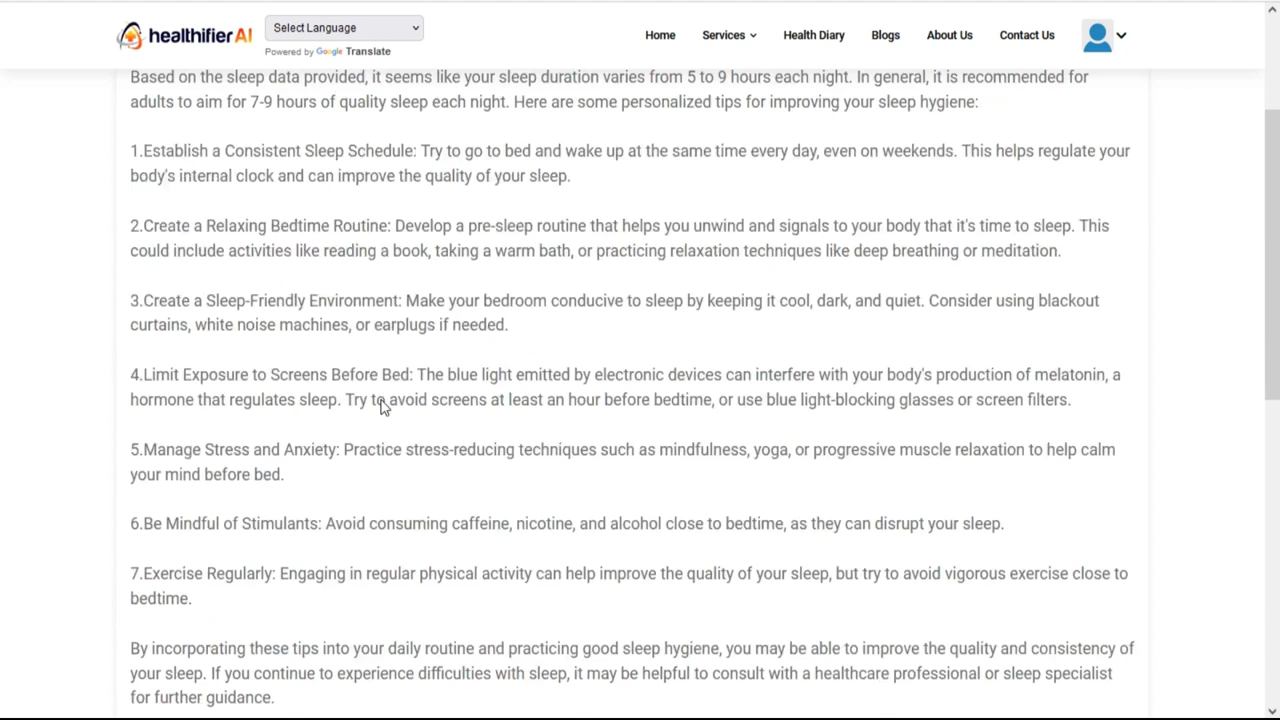 healthifierAI
Select Language
Powered by Google Translate
Home Services Health Diary Blogs About Us Contact Us
Based on the sleep data provided, it seems like your sleep duration varies from 5 to 9 hours each night. In general, it is recommended for
adults to aim for 7-9 hours of quality sleep each night. Here are some personalized tips for improving your sleep hygiene:
1.Establish a Consistent Sleep Schedule: Try to go to bed and wake up at the same time every day, even on weekends. This helps regulate your
body's internal clock and can improve the quality of your sleep.
2.Create a Relaxing Bedtime Routine: Develop a pre-sleep routine that helps you unwind and signals to your body that it's time to sleep. This
could include activities like reading a book, taking a warm bath, or practicing relaxation techniques like deep breathing or meditation.
3.Create a Sleep-Friendly Environment: Make your bedroom conducive to sleep by keeping it cool, dark, and quiet. Consider using blackout
curtains, white noise machines, or earplugs if needed.
4.Limit Exposure to Screens Before Bed: The blue light emitted by electronic devices can interfere with your body's production of melatonin, a
hormone that regulates sleep. Try to avoid screens at least an hour before bedtime, or use blue light-blocking glasses or screen filters.
5.Manage Stress and Anxiety: Practice stress-reducing techniques such as mindfulness, yoga, or progressive muscle relaxation to help calm
your mind before bed.
6.Be Mindful of Stimulants: Avoid consuming caffeine, nicotine, and alcohol close to bedtime, as they can disrupt your sleep.
7.Exercise Regularly: Engaging in regular physical activity can help improve the quality of your sleep, but try to avoid vigorous exercise close to
bedtime.
By incorporating these tips into your daily routine and practicing good sleep hygiene, you may be able to improve the quality and consistency of
your sleep. If you continue to experience difficulties with sleep, it may be helpful to consult with a healthcare professional or sleep specialist
for further guidance.